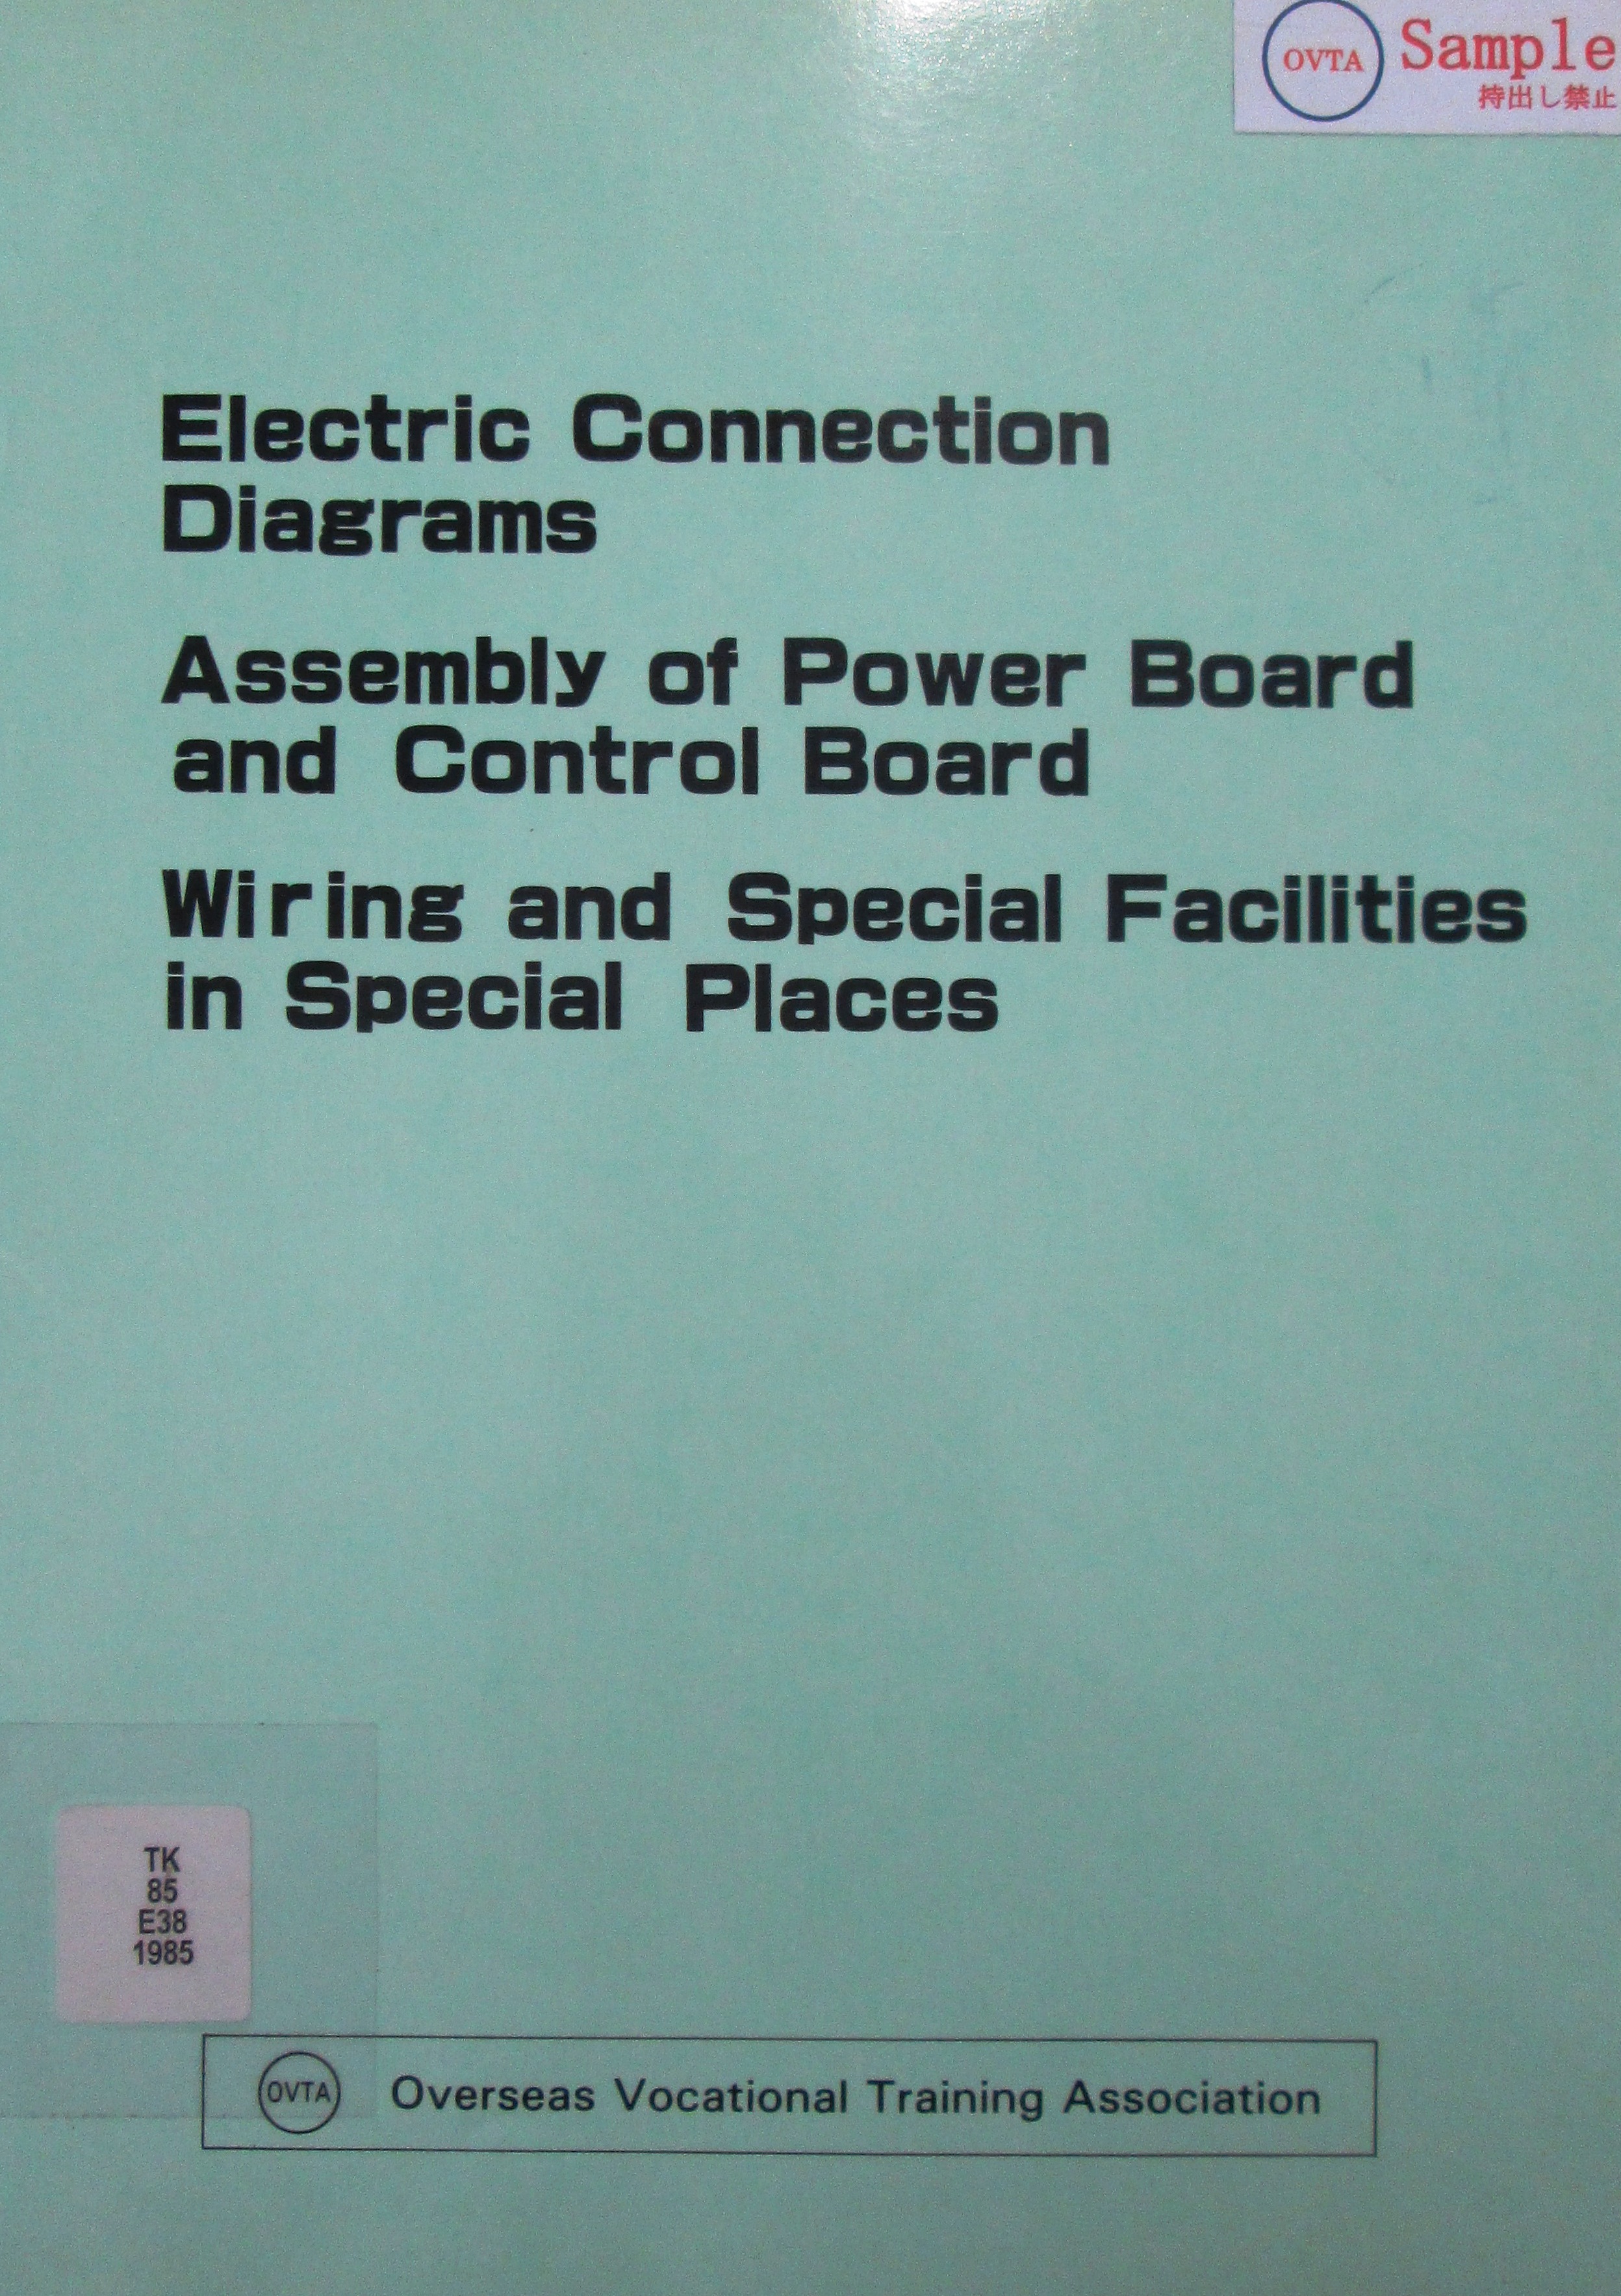 OVTA
Sample
持出し禁止
Electric Connection
Diagrams
Assembly of Power Board
and Control Board
Wiring and Special Facilities
in Special Places
TK
85
E38
1985
OVTA
Overseas Vocational Training Association